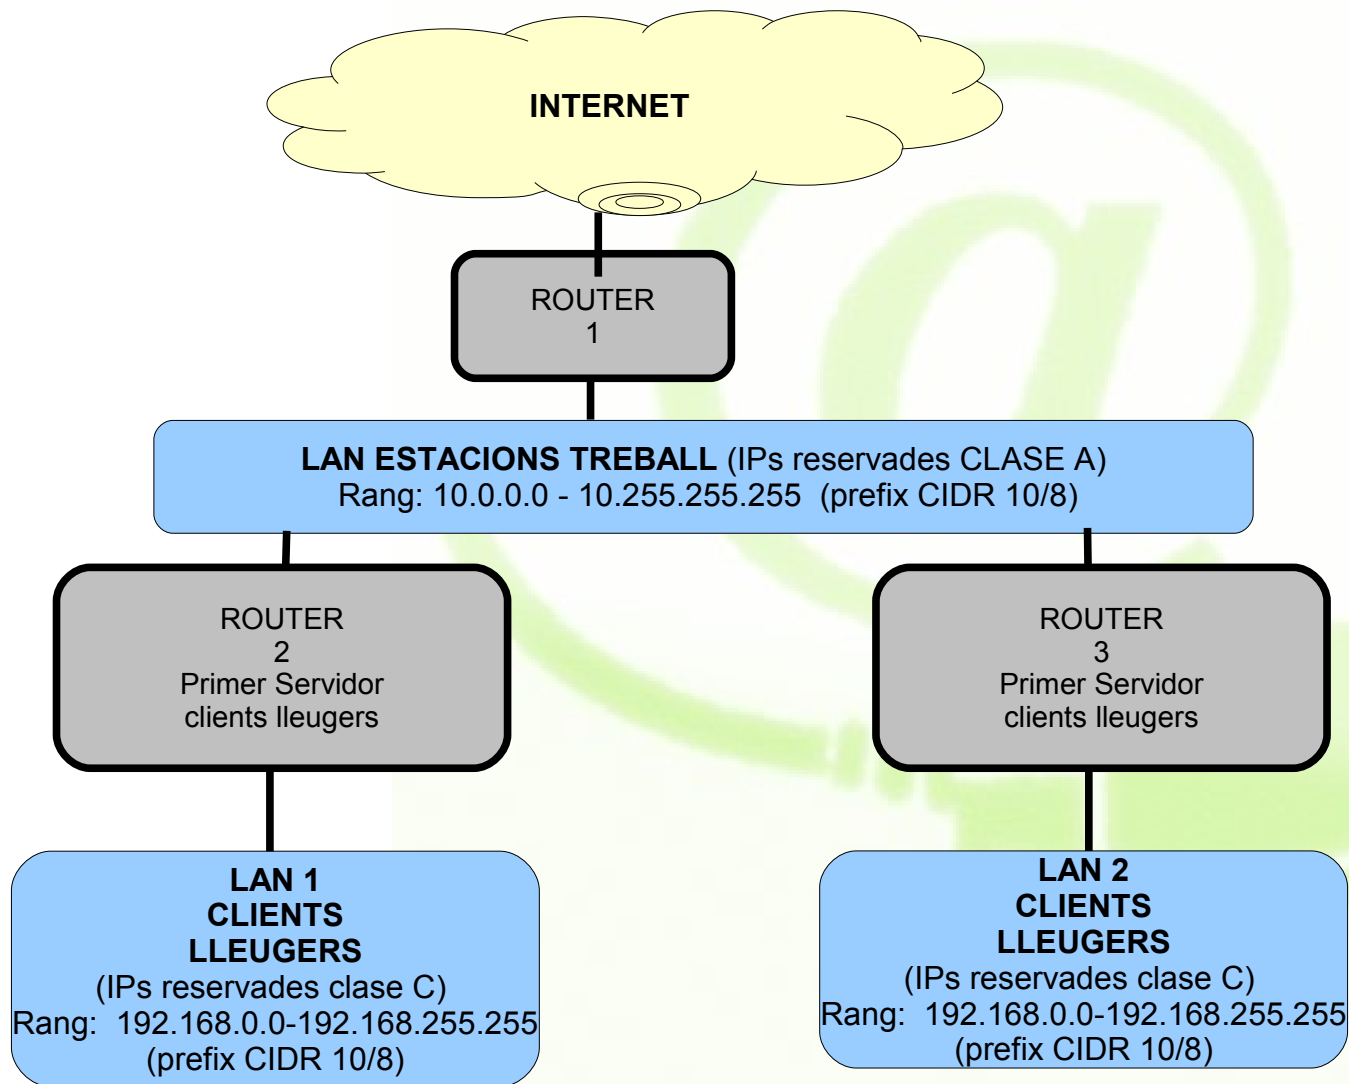 INTERNET
ROUTER
1
LAN ESTACIONS TREBALL (IPs reservades CLASE A)
Rang: 10.0.0.0 - 10.255.255.255 (prefix CIDR 10/8)
ROUTER
2
Primer Servidor
clients lleugers
ROUTER
3
Primer Servidor
clients lleugers
LAN 1
CLIENTS
LLEUGERS
(IPs reservades clase C)
Rang: 192.168.0.0-192.168.255.255
(prefix CIDR 10/8)
LAN 2
CLIENTS
LLEUGERS
(IPs reservades clase C)
Rang: 192.168.0.0-192.168.255.255
(prefix CIDR 10/8)